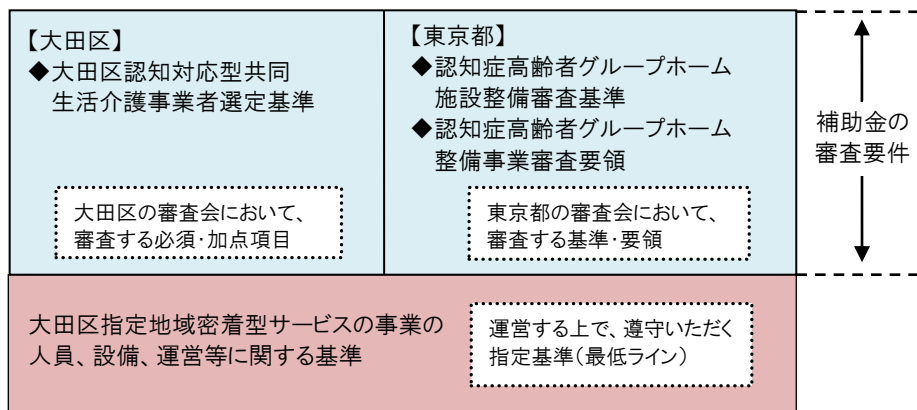 【大田区】
◆大田区認知対応型共同
生活介護事業者選定基準
大田区の審査会において、
審査する必須・加点項目
【東京都】
◆認知症高齢者グループホーム
施設整備審査基準
◆認知症高齢者グループホーム
整備事業審査要領
東京都の審査会において、
審査する基準・要領
補助金の
審査要件
大田区指定地域密着型サービスの事業の
人員、設備、運営等に関する基準
運営する上で、遵守いただく
指定基準（最低ライン）